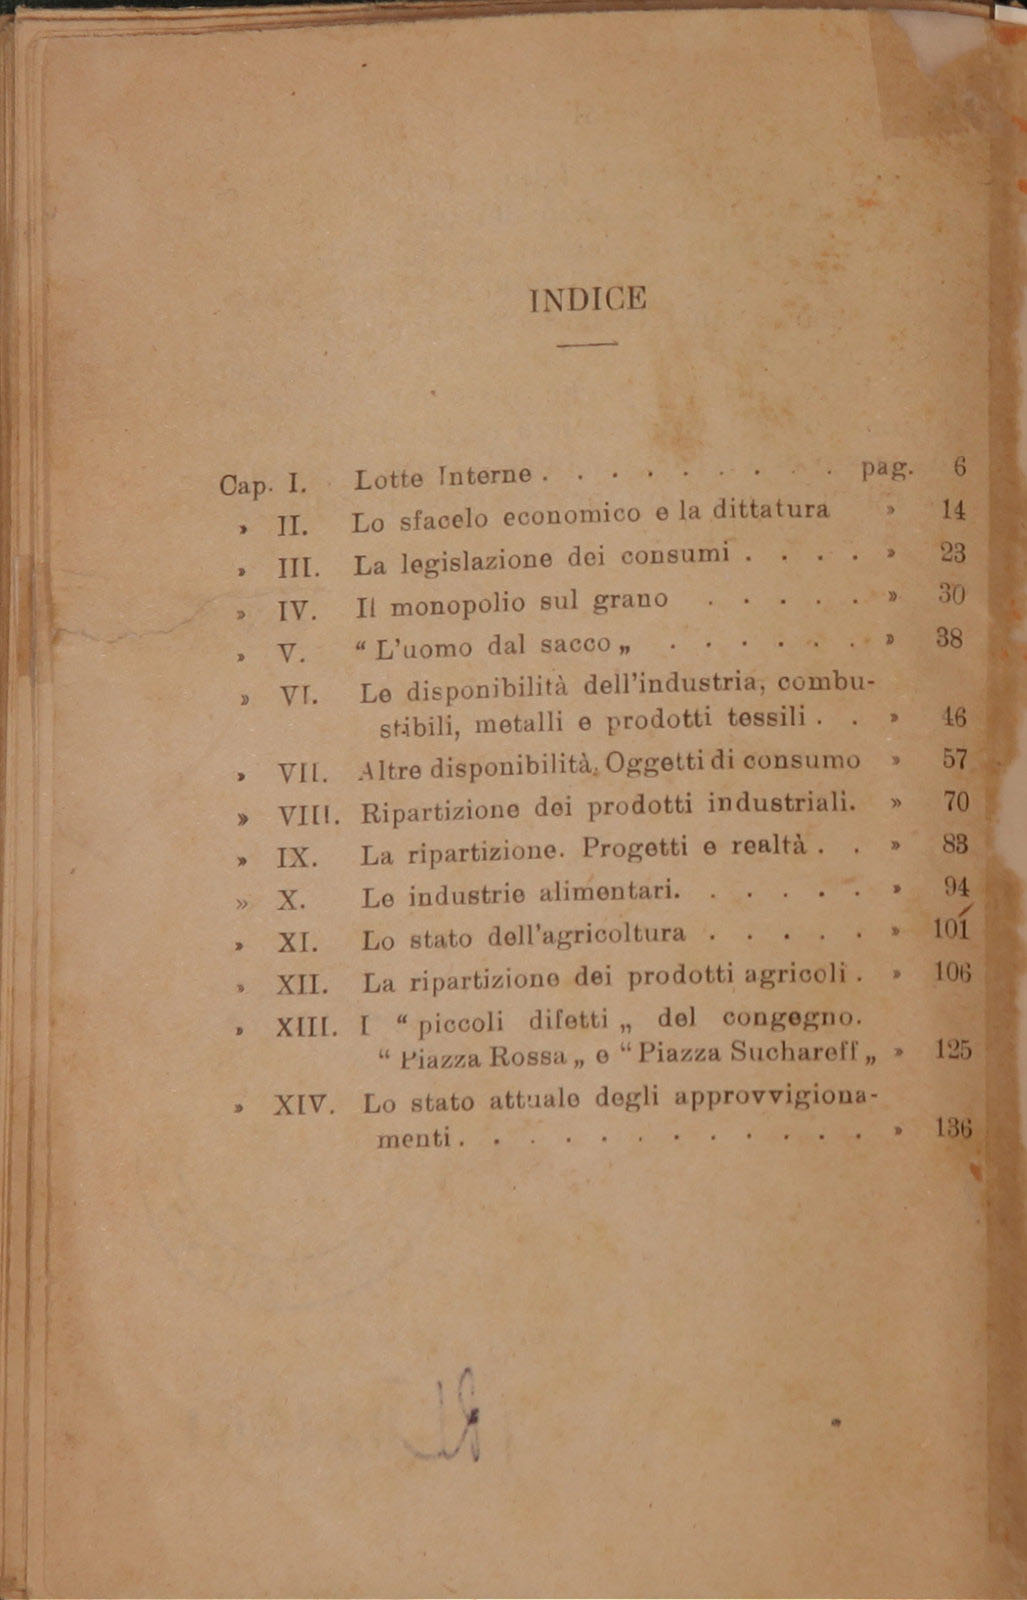 INDICE
Cap. I. Lotte Interne . . . . . . . . . pag. 6
» II. Lo sfacelo economico e la dittatura » 14
» III. La legislazione dei consumi . . . . » 23
» IV. Il monopolio sul grano . . . . . » 30
» V. “ L’uomo dal sacco „ . . . . . . » 38
» VI. Le disponibilità dell’industria, combu-
stibili, metalli e prodotti tessili . . » 46
» VII. Altre disponibilità. Oggetti di consumo » 57
» VIII. Ripartizione dei prodotti industriali. » 70
» IX. La ripartizione. Progetti e realtà . . » 83
» X. Le industrie alimentari. . . . . . » 94
» XI. Lo stato dell’agricoltura . . . . . » 101
» XII. La ripartizione dei prodotti agricoli . » 106
» XIII. I “ piccoli difetti „ del congegno.
“ Piazza Rossa „ e “ Piazza Suchareff „ » 125
» XIV. Lo stato attuale degli approvvigiona-
menti . . . . . . . . . . . . » 136